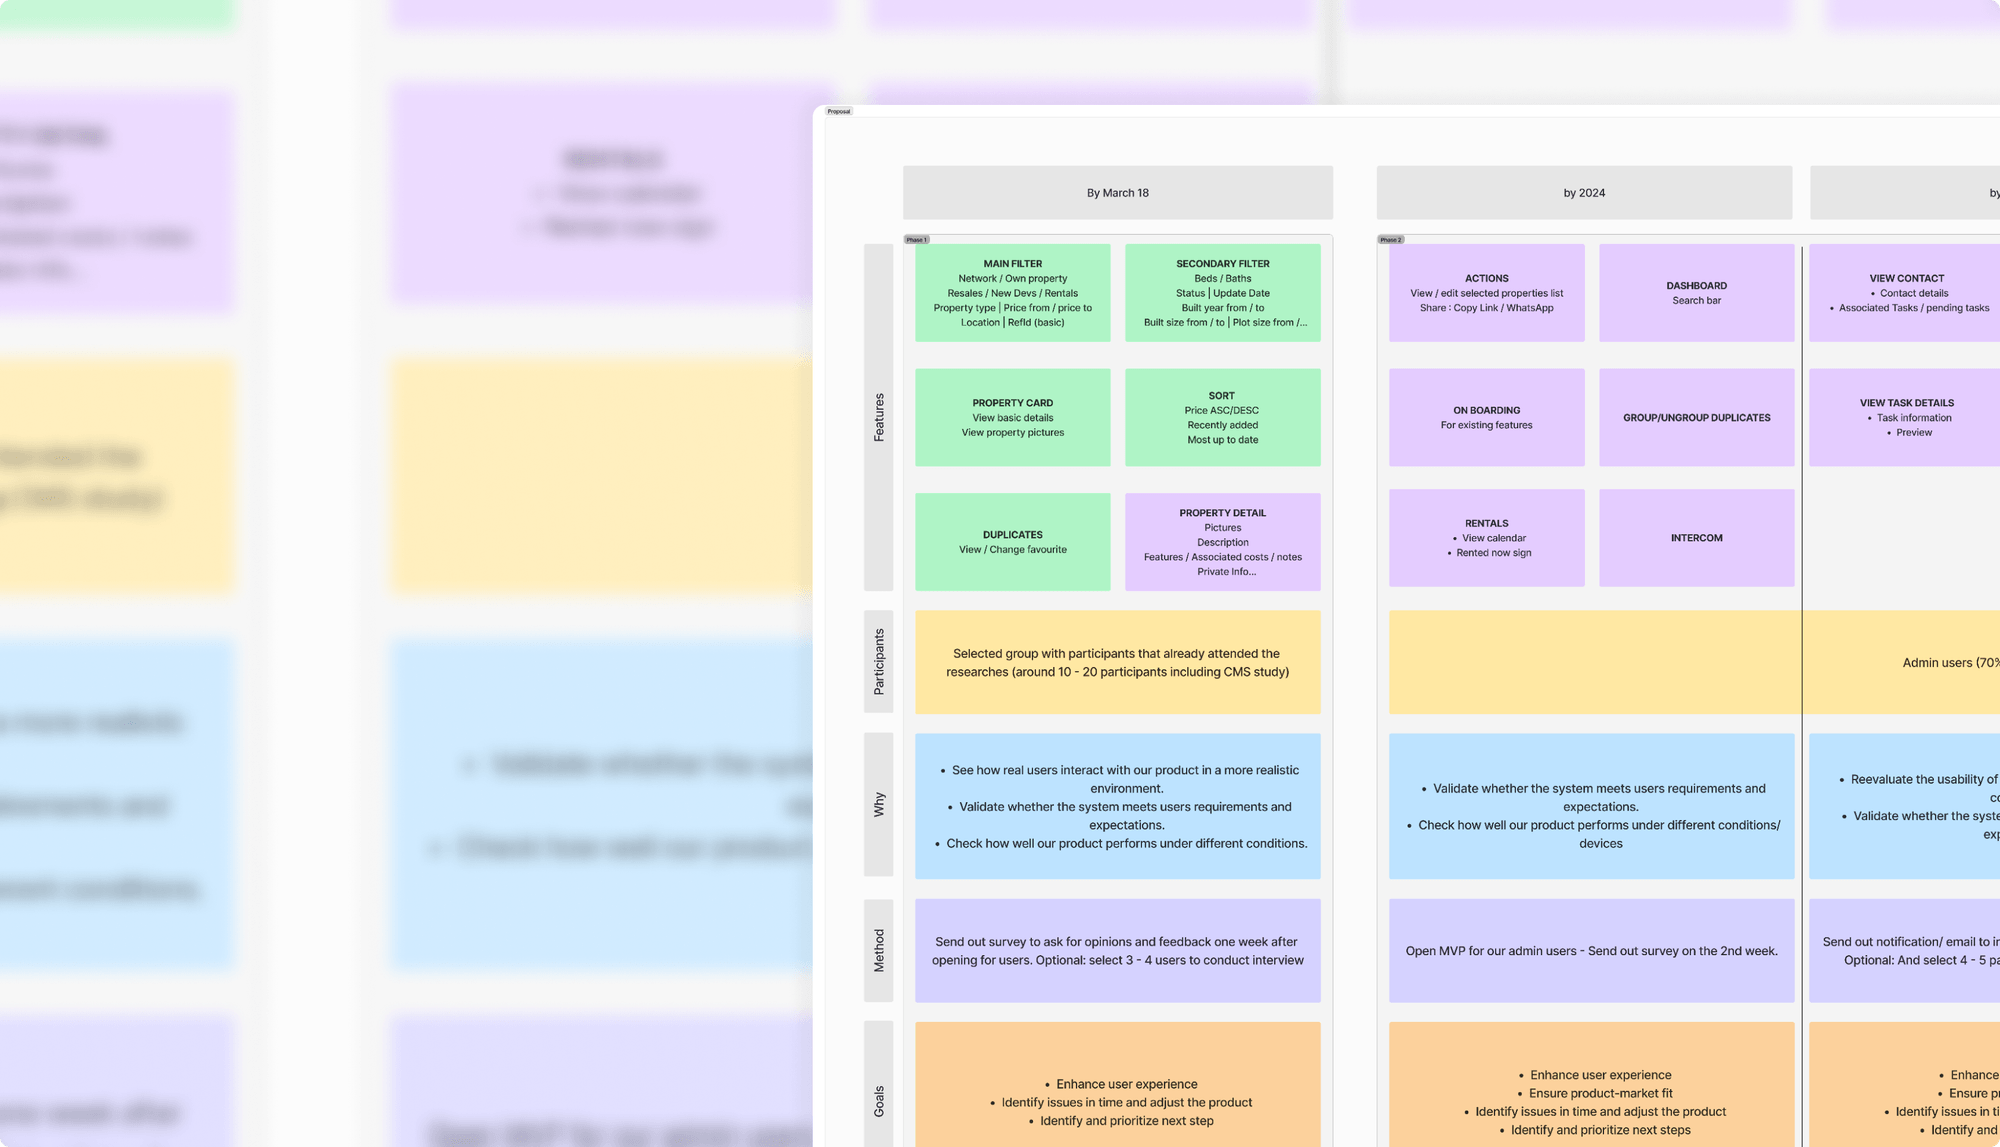 Proposal
By March 18
by 2024
by
Phase 1
Phase 2
Features
MAIN FILTER
Network / Own property
Resales / New Devs / Rentals
Property type | Price from / price to
Location | RefId (basic)
SECONDARY FILTER
Beds / Baths
Status | Update Date
Built year from / to
Built size from / to | Plot size from /...
ACTIONS
View / edit selected properties list
Share : Copy Link / WhatsApp
DASHBOARD
Search bar
VIEW CONTACT
• Contact details
• Associated Tasks / pending tasks
PROPERTY CARD
View basic details
View property pictures
SORT
Price ASC/DESC
Recently added
Most up to date
ON BOARDING
For existing features
GROUP/UNGROUP DUPLICATES
VIEW TASK DETAILS
• Task information
• Preview
DUPLICATES
View / Change favourite
PROPERTY DETAIL
Pictures
Description
Features / Associated costs / notes
Private Info...
RENTALS
• View calendar
• Rented now sign
INTERCOM
Participants
Selected group with participants that already attended the
researches (around 10 - 20 participants including CMS study)
Admin users (70%
Why
• See how real users interact with our product in a more realistic
environment.
• Validate whether the system meets users requirements and
expectations.
• Check how well our product performs under different conditions.
• Validate whether the system meets users requirements and
expectations.
• Check how well our product performs under different conditions/
devices
• Reevaluate the usability of
co
• Validate whether the syste
exp
Method
Send out survey to ask for opinions and feedback one week after
opening for users. Optional: select 3 - 4 users to conduct interview
Open MVP for our admin users - Send out survey on the 2nd week.
Send out notification/ email to in
Optional: And select 4 - 5 pa
Goals
• Enhance user experience
• Identify issues in time and adjust the product
• Identify and prioritize next step
• Enhance user experience
• Ensure product-market fit
• Identify issues in time and adjust the product
• Identify and prioritize next steps
• Enhance
• Ensure pr
• Identify issues in ti
• Identify and